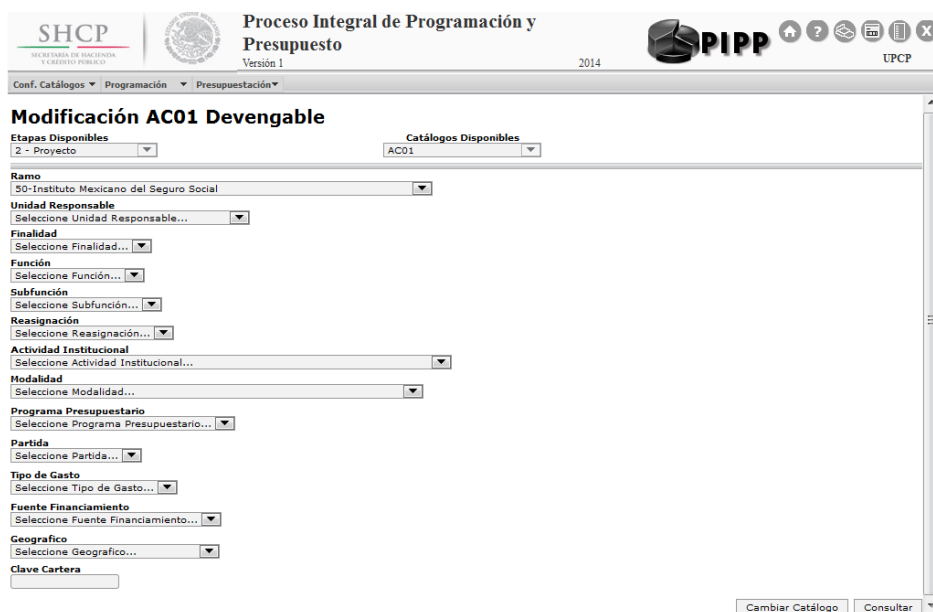 SHCP
SECRETARÍA DE HACIENDA
Y CRÉDITO PÚBLICO
Proceso Integral de Programación y
Presupuesto
Versión 1
2014
PIPP
UPCP
Conf. Catálogos Programación Presupuestación
Modificación AC01 Devengable
Etapas Disponibles Catálogos Disponibles
2 - Proyecto AC01
Ramo
50-Instituto Mexicano del Seguro Social
Unidad Responsable
Seleccione Unidad Responsable...
Finalidad
Seleccione Finalidad...
Función
Seleccione Función...
Subfunción
Seleccione Subfunción...
Reasignación
Seleccione Reasignación...
Actividad Institucional
Seleccione Actividad Institucional...
Modalidad
Seleccione Modalidad...
Programa Presupuestario
Seleccione Programa Presupuestario...
Partida
Seleccione Partida...
Tipo de Gasto
Seleccione Tipo de Gasto...
Fuente Financiamiento
Seleccione Fuente Financiamiento...
Geografico
Seleccione Geografico...
Clave Cartera
Cambiar Catálogo Consultar